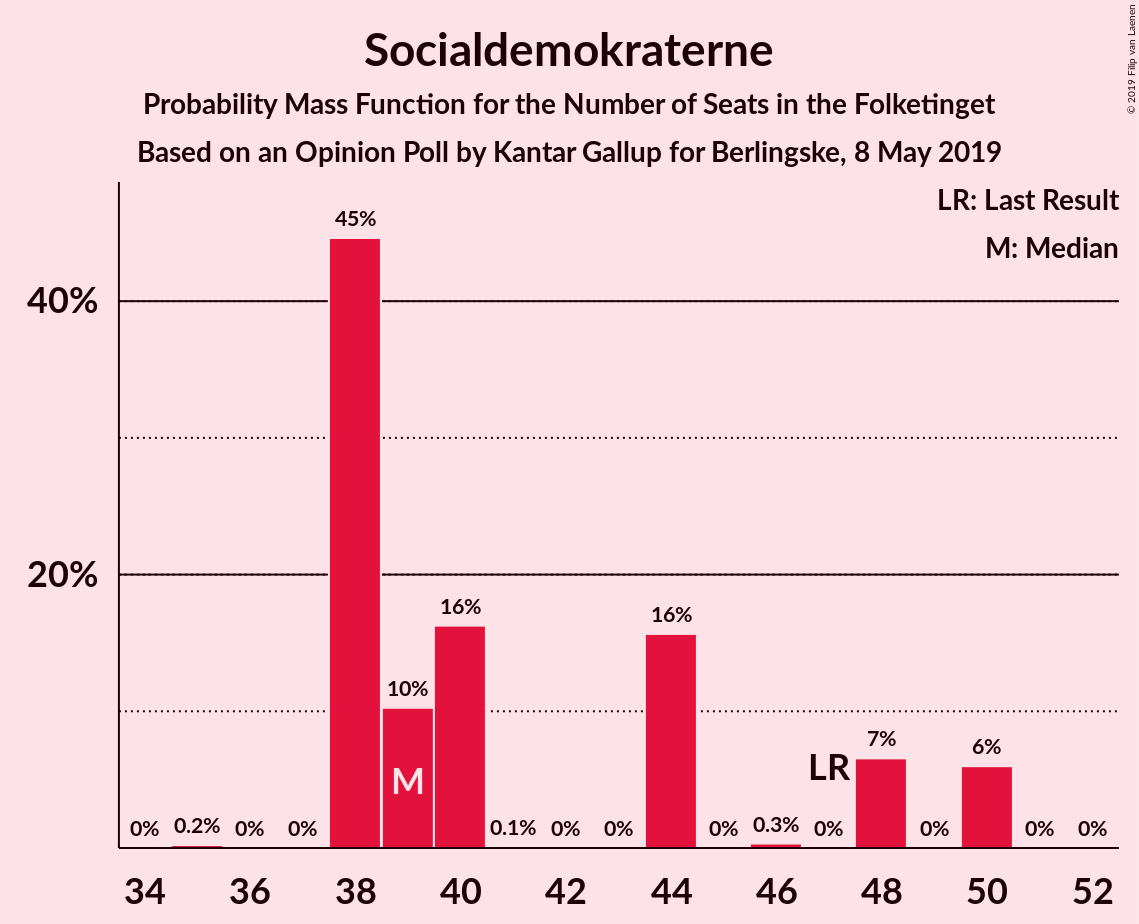 Socialdemokraterne
Probability Mass Function for the Number of Seats in the Folketinget
Based on an Opinion Poll by Kantar Gallup for Berlingske, 8 May 2019
© 2019 Filip van Laenen
LR: Last Result
M: Median
40%
20%
0% 0.2% 0% 0% 45% 10% 16% 0.1% 0% 0% 16% 0% 0.3% 0% 7% 0% 6% 0% 0%
M
LR
34 36 38 40 42 44 46 48 50 52